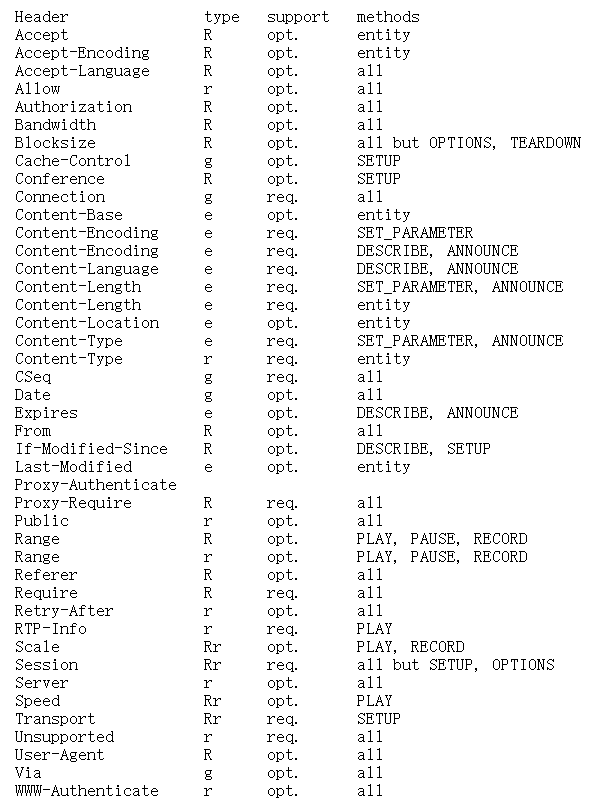 Header type support methods
Accept R opt. entity
Accept-Encoding R opt. entity
Accept-Language R opt. all
Allow r opt. all
Authorization R opt. all
Bandwidth R opt. all
Blocksize R opt. all but OPTIONS, TEARDOWN
Cache-Control g opt. SETUP
Conference R opt. SETUP
Connection g req. all
Content-Base e opt. entity
Content-Encoding e req. SET_PARAMETER
Content-Encoding e req. DESCRIBE, ANNOUNCE
Content-Language e req. DESCRIBE, ANNOUNCE
Content-Length e req. SET_PARAMETER, ANNOUNCE
Content-Length e req. entity
Content-Location e opt. entity
Content-Type e req. SET_PARAMETER, ANNOUNCE
Content-Type r req. entity
CSeq g req. all
Date g opt. all
Expires e opt. DESCRIBE, ANNOUNCE
From R opt. all
If-Modified-Since R opt. DESCRIBE, SETUP
Last-Modified e opt. entity
Proxy-Authenticate
Proxy-Require R req. all
Public r opt. all
Range R opt. PLAY, PAUSE, RECORD
Range r opt. PLAY, PAUSE, RECORD
Referer R opt. all
Require R req. all
Retry-After r opt. all
RTP-Info r req. PLAY
Scale Rr opt. PLAY, RECORD
Session Rr req. all but SETUP, OPTIONS
Server r opt. all
Speed Rr opt. PLAY
Transport Rr req. SETUP
Unsupported r req. all
User-Agent R opt. all
Via g opt. all
WWW-Authenticate r opt. all